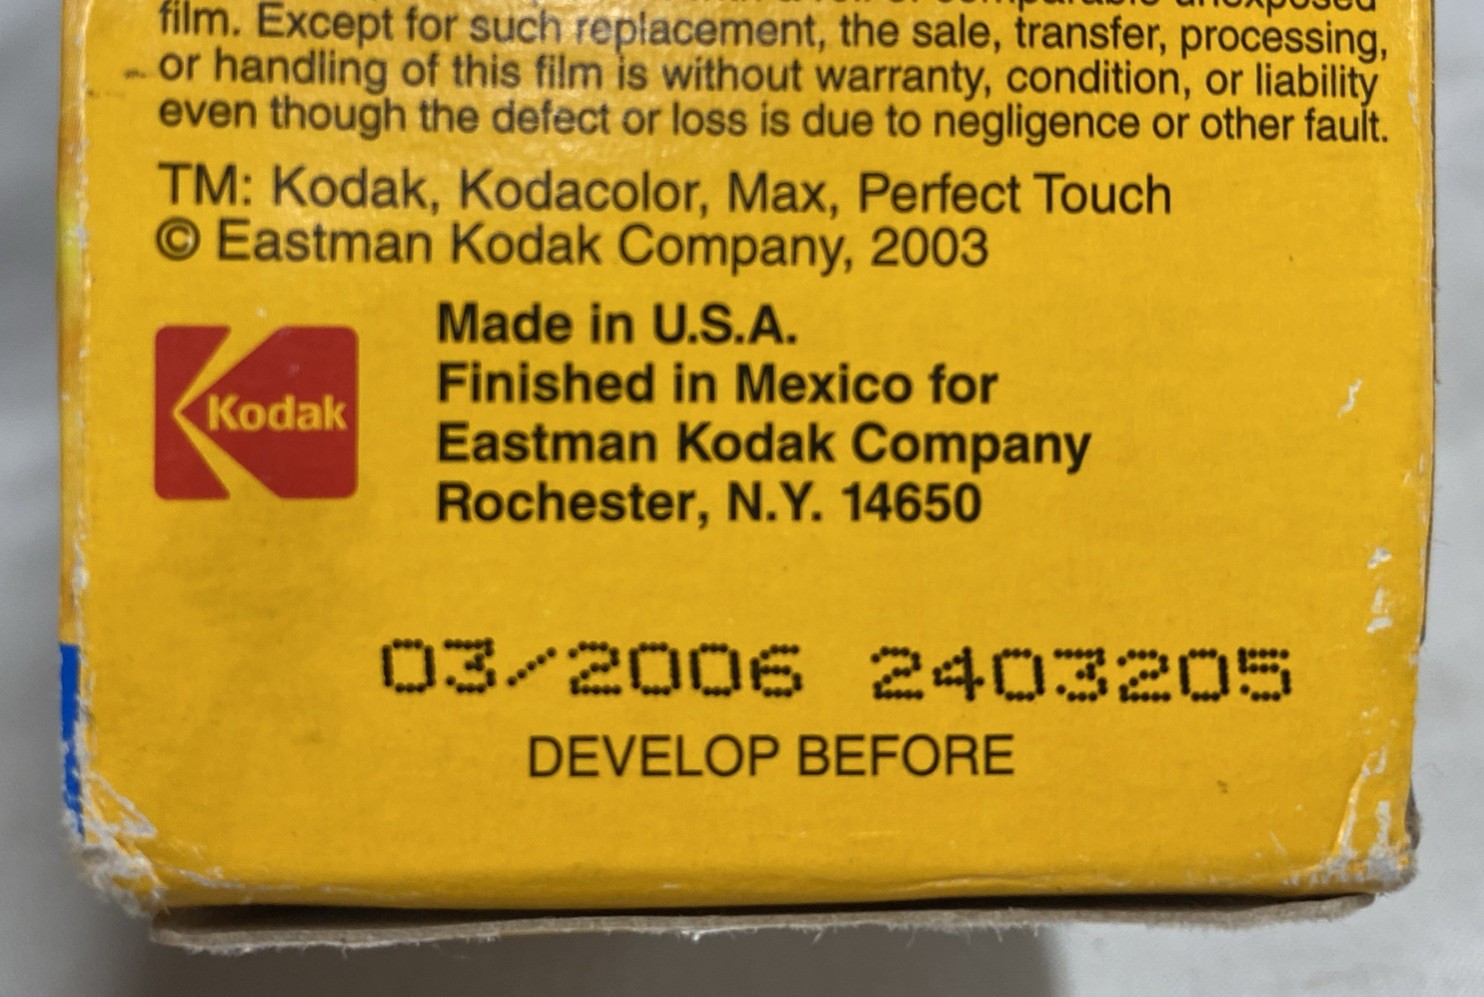 film. Except for such replacement, the sale, transfer, processing,
or handling of this film is without warranty, condition, or liability
even though the defect or loss is due to negligence or other fault.
TM: Kodak, Kodacolor, Max, Perfect Touch
© Eastman Kodak Company, 2003
Kodak
Made in U.S.A.
Finished in Mexico for
Eastman Kodak Company
Rochester, N.Y. 14650
03/2006 2403205
DEVELOP BEFORE